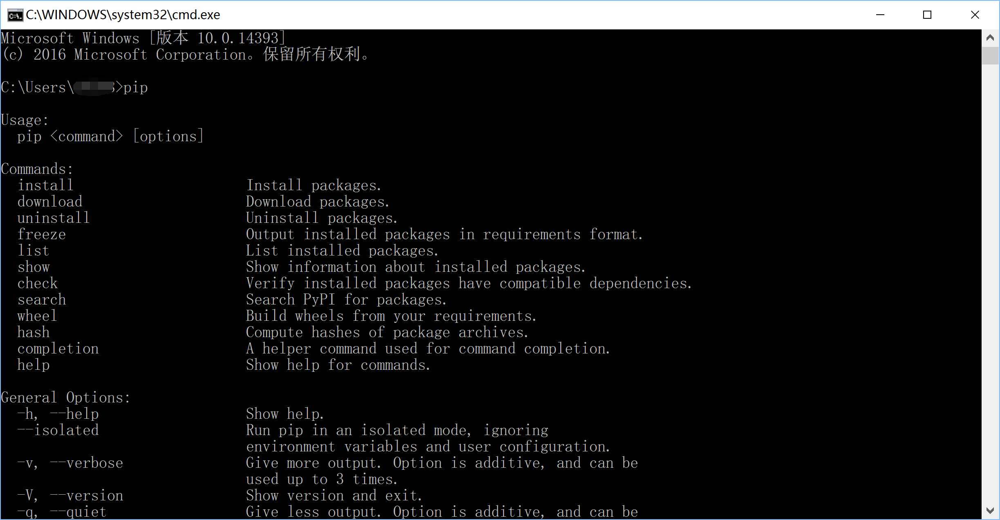 C:\WINDOWS\system32\cmd.exe
Microsoft Windows [版本 10.0.14393]
(c) 2016 Microsoft Corporation。保留所有权利。
C:\Users\ >pip
Usage:
pip <command> [options]
Commands:
install Install packages.
download Download packages.
uninstall Uninstall packages.
freeze Output installed packages in requirements format.
list List installed packages.
show Show information about installed packages.
check Verify installed packages have compatible dependencies.
search Search PyPI for packages.
wheel Build wheels from your requirements.
hash Compute hashes of package archives.
completion A helper command used for command completion.
help Show help for commands.
General Options:
-h, --help Show help.
--isolated Run pip in an isolated mode, ignoring
environment variables and user configuration.
-v, --verbose Give more output. Option is additive, and can be
used up to 3 times.
-V, --version Show version and exit.
-q, --quiet Give less output. Option is additive, and can be